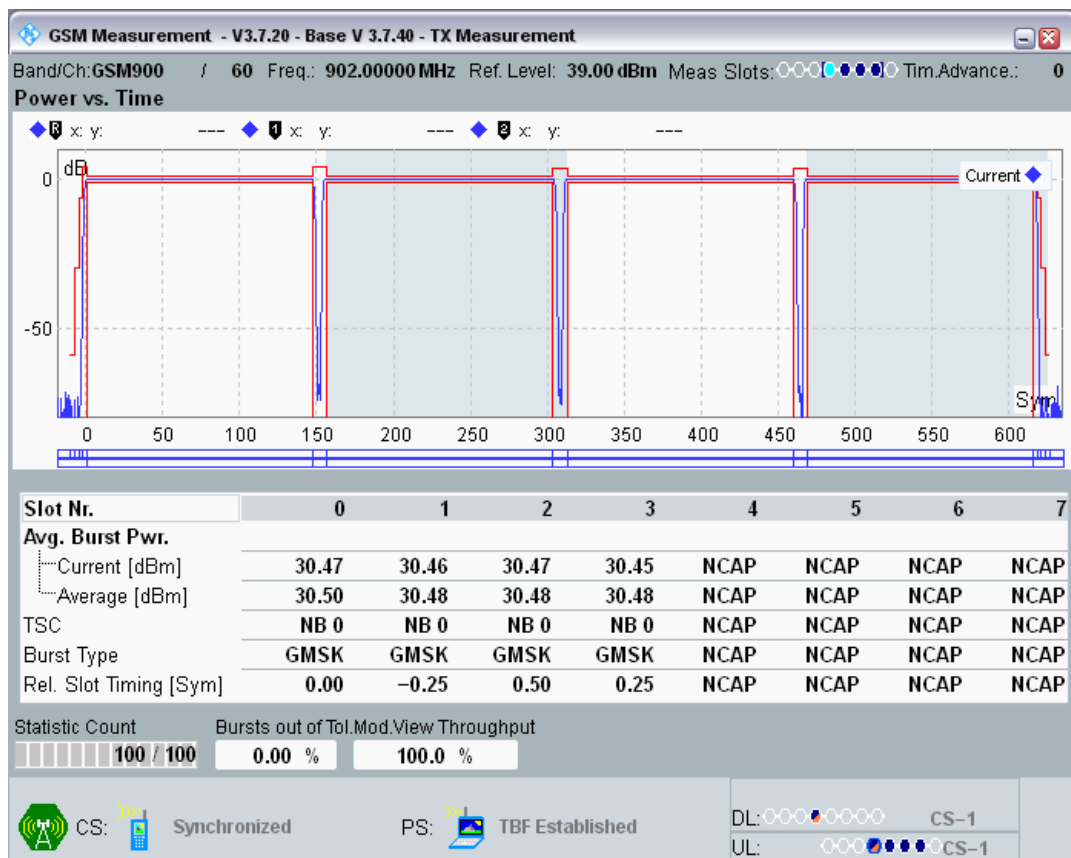 GSM Measurement - V3.7.20 - Base V 3.7.40 - TX Measurement
Band/Ch:GSM900 / 60 Freq.: 902.00000 MHz Ref. Level: 39.00 dBm Meas Slots: Tim.Advance.: 0
Power vs. Time
R x: y: --- 1 x: y: --- 2 x: y: ---
dB
Current
0
-50
Sym
0 50 100 150 200 250 300 350 400 450 500 550 600
Slot Nr. 0 1 2 3 4 5 6 7
Avg. Burst Pwr.
Current [dBm] 30.47 30.46 30.47 30.45 NCAP NCAP NCAP NCAP
Average [dBm] 30.50 30.48 30.48 30.48 NCAP NCAP NCAP NCAP
TSC NB 0 NB 0 NB 0 NB 0 NCAP NCAP NCAP NCAP
Burst Type GMSK GMSK GMSK GMSK NCAP NCAP NCAP NCAP
Rel. Slot Timing [Sym] 0.00 −0.25 0.50 0.25 NCAP NCAP NCAP NCAP
Statistic Count Bursts out of Tol.Mod.View Throughput
100 / 100 0.00 % 100.0 %
CS: Synchronized PS: TBF Established
DL: CS−1
UL: CS−1